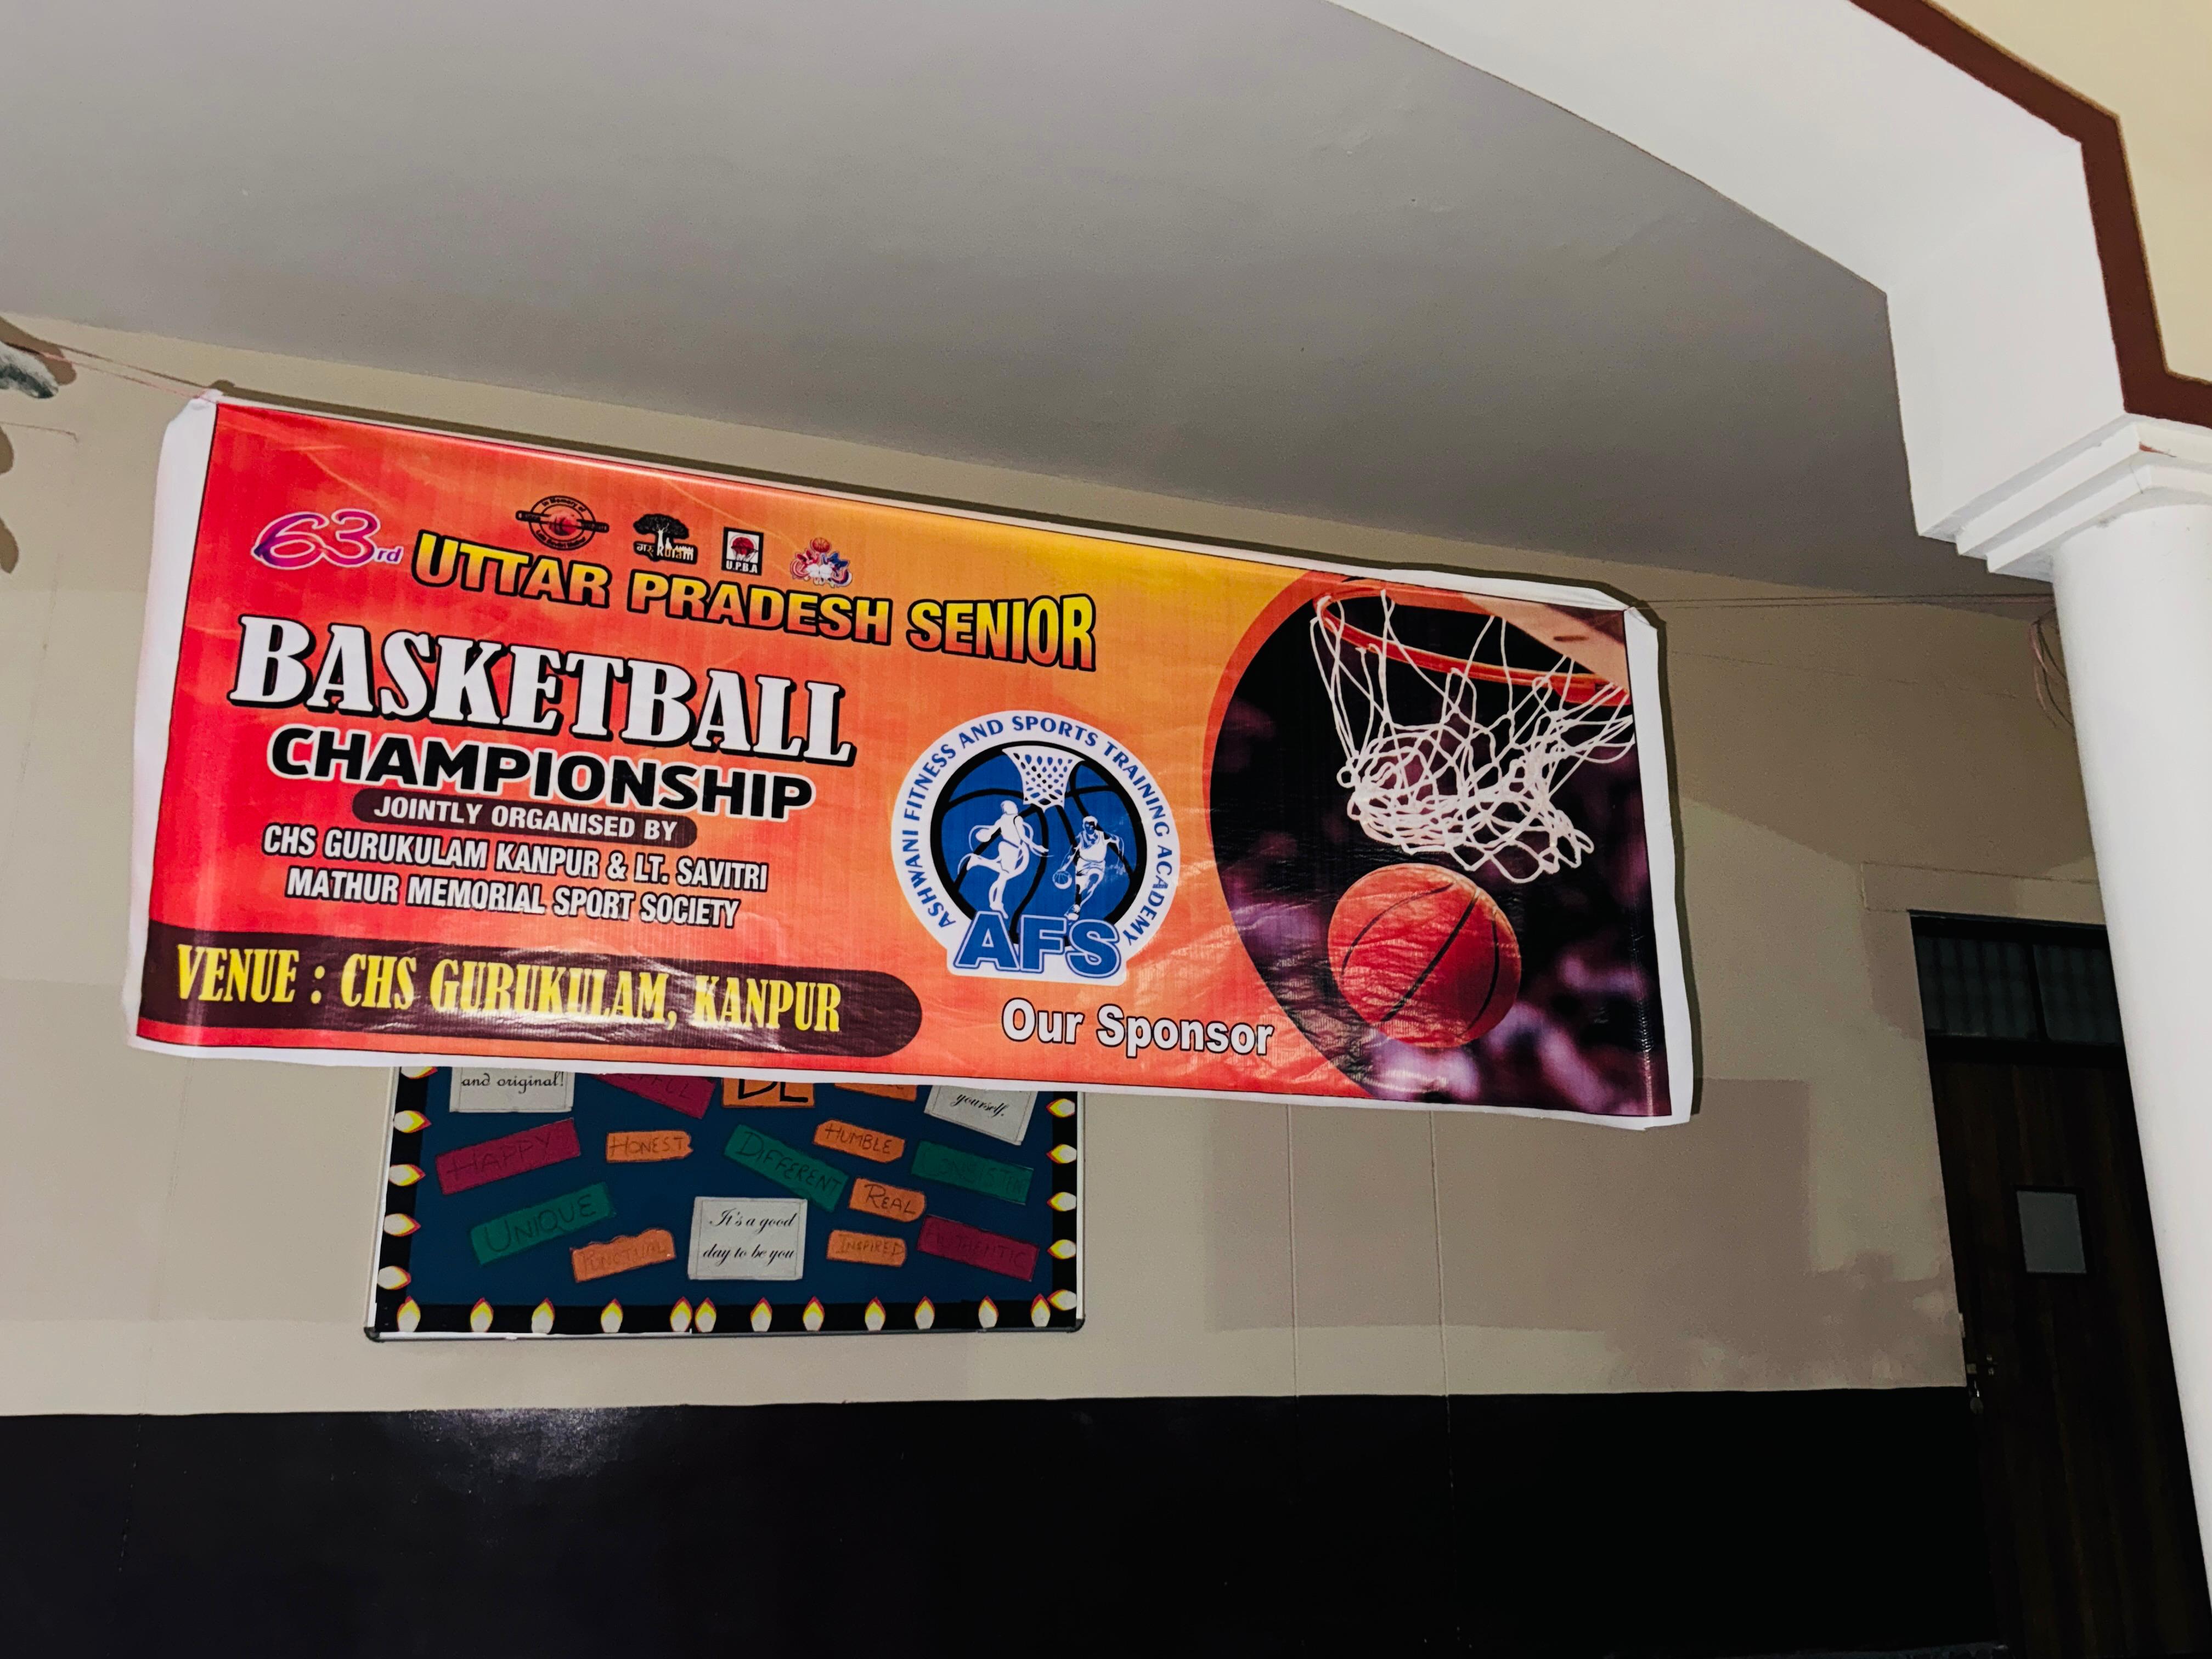 63rd
UTTAR PRADESH SENIOR
U.P.B.A
BASKETBALL
CHAMPIONSHIP
JOINTLY ORGANISED BY
CHS GURUKULAM KANPUR & LT. SAVITRI
MATHUR MEMORIAL SPORT SOCIETY
VENUE : CHS GURUKULAM, KANPUR
ASHWANI FITNESS AND SPORTS TRAINING ACADEMY
AFS
Our Sponsor
and original!
BE
yourself.
HAPPY
HONEST
DIFFERENT
HUMBLE
UNIQUE
REAL
PUNCTUAL
It's a good
day to be you
INSPIRED
AUTHENTIC